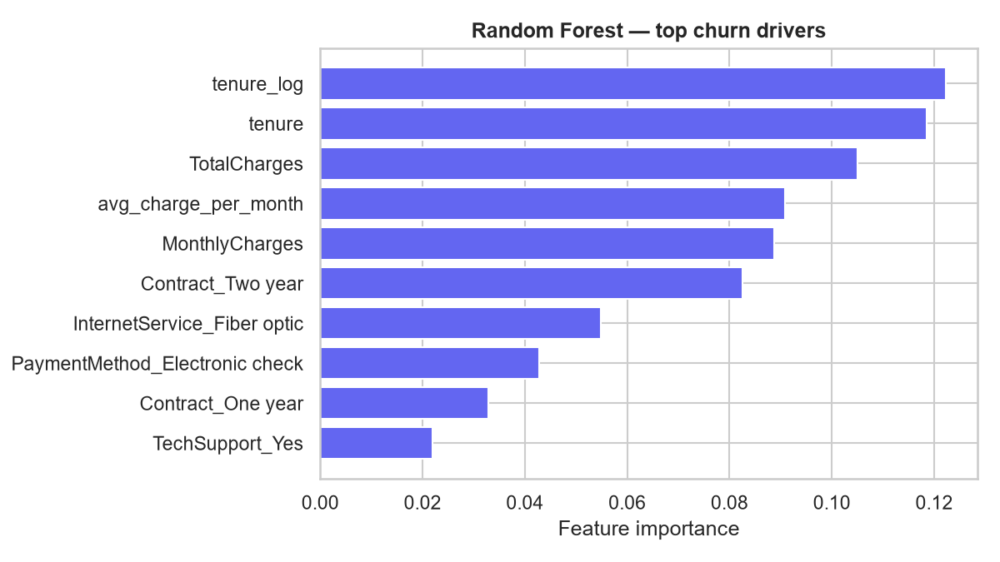 Random Forest — top churn drivers
tenure_log
tenure
TotalCharges
avg_charge_per_month
MonthlyCharges
Contract_Two year
InternetService_Fiber optic
PaymentMethod_Electronic check
Contract_One year
TechSupport_Yes
0.00 0.02 0.04 0.06 0.08 0.10 0.12
Feature importance